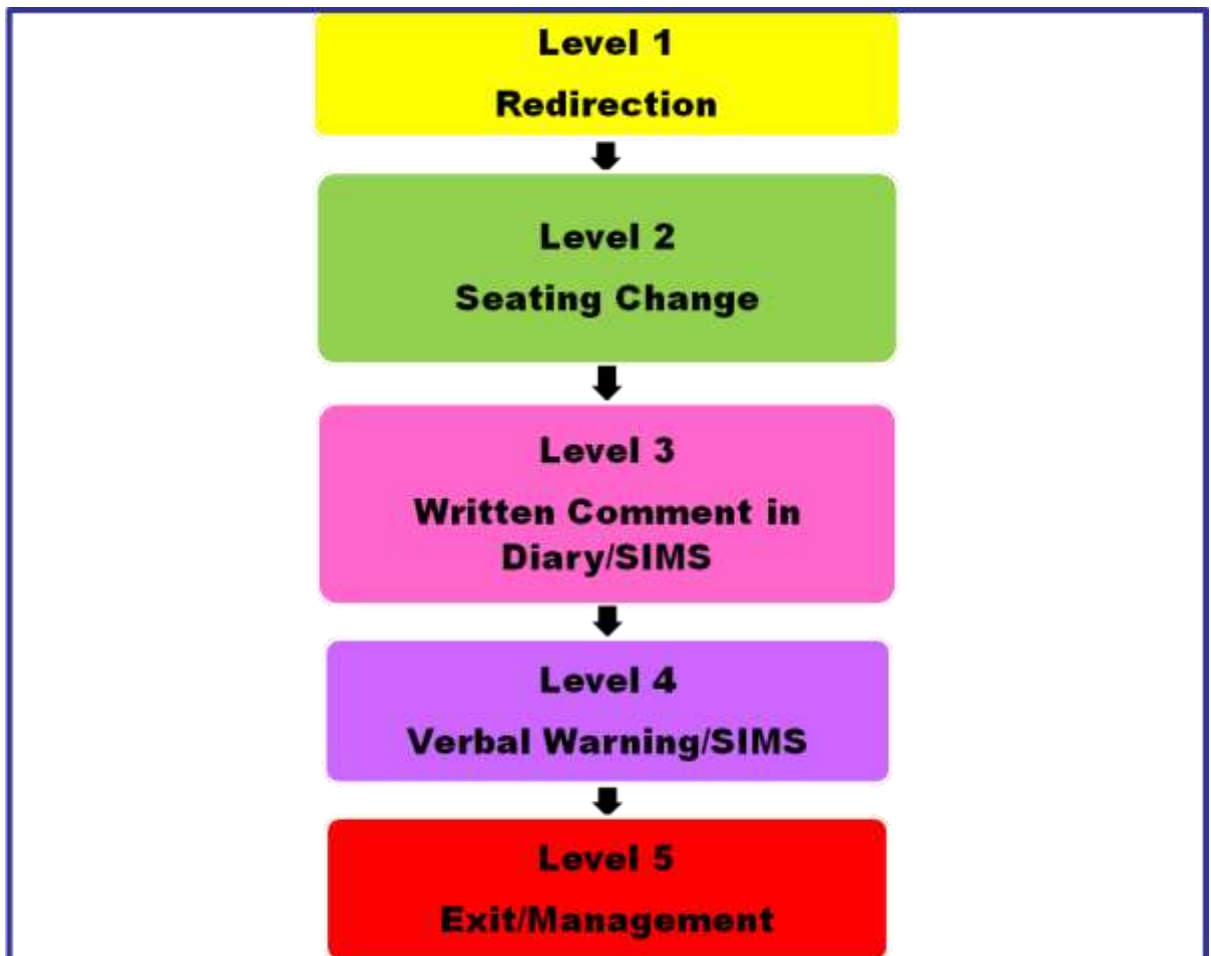 Level 1
Redirection
Level 2
Seating Change
Level 3
Written Comment in
Diary/SIMS
Level 4
Verbal Warning/SIMS
Level 5
Exit/Management